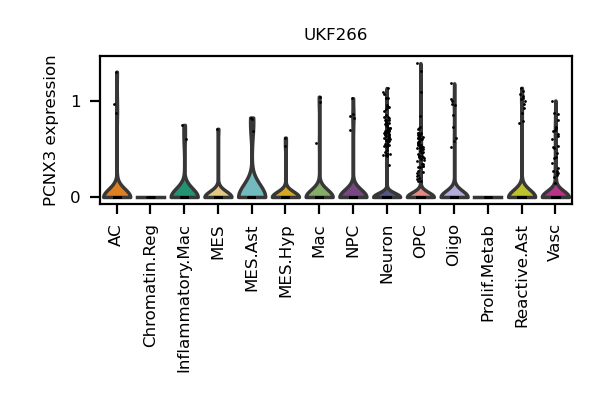 UKF266
PCNX3 expression
1
0
AC
Chromatin.Reg
Inflammatory.Mac
MES
MES.Ast
MES.Hyp
Mac
NPC
Neuron
OPC
Oligo
Prolif.Metab
Reactive.Ast
Vasc